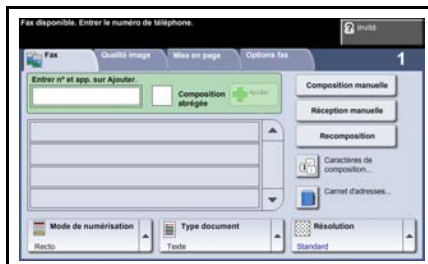 Fax disponible. Entrer le numéro de téléphone.
Invité
Fax
Qualité image
Mise en page
Options fax
1
Entrer nº et app. sur Ajouter.
Composition abrégée
Ajouter
Composition manuelle
Réception manuelle
Recomposition
Caractères de
composition...
Carnet d'adresses...
Mode de numérisation
Recto
Type document
Texte
Résolution
Standard